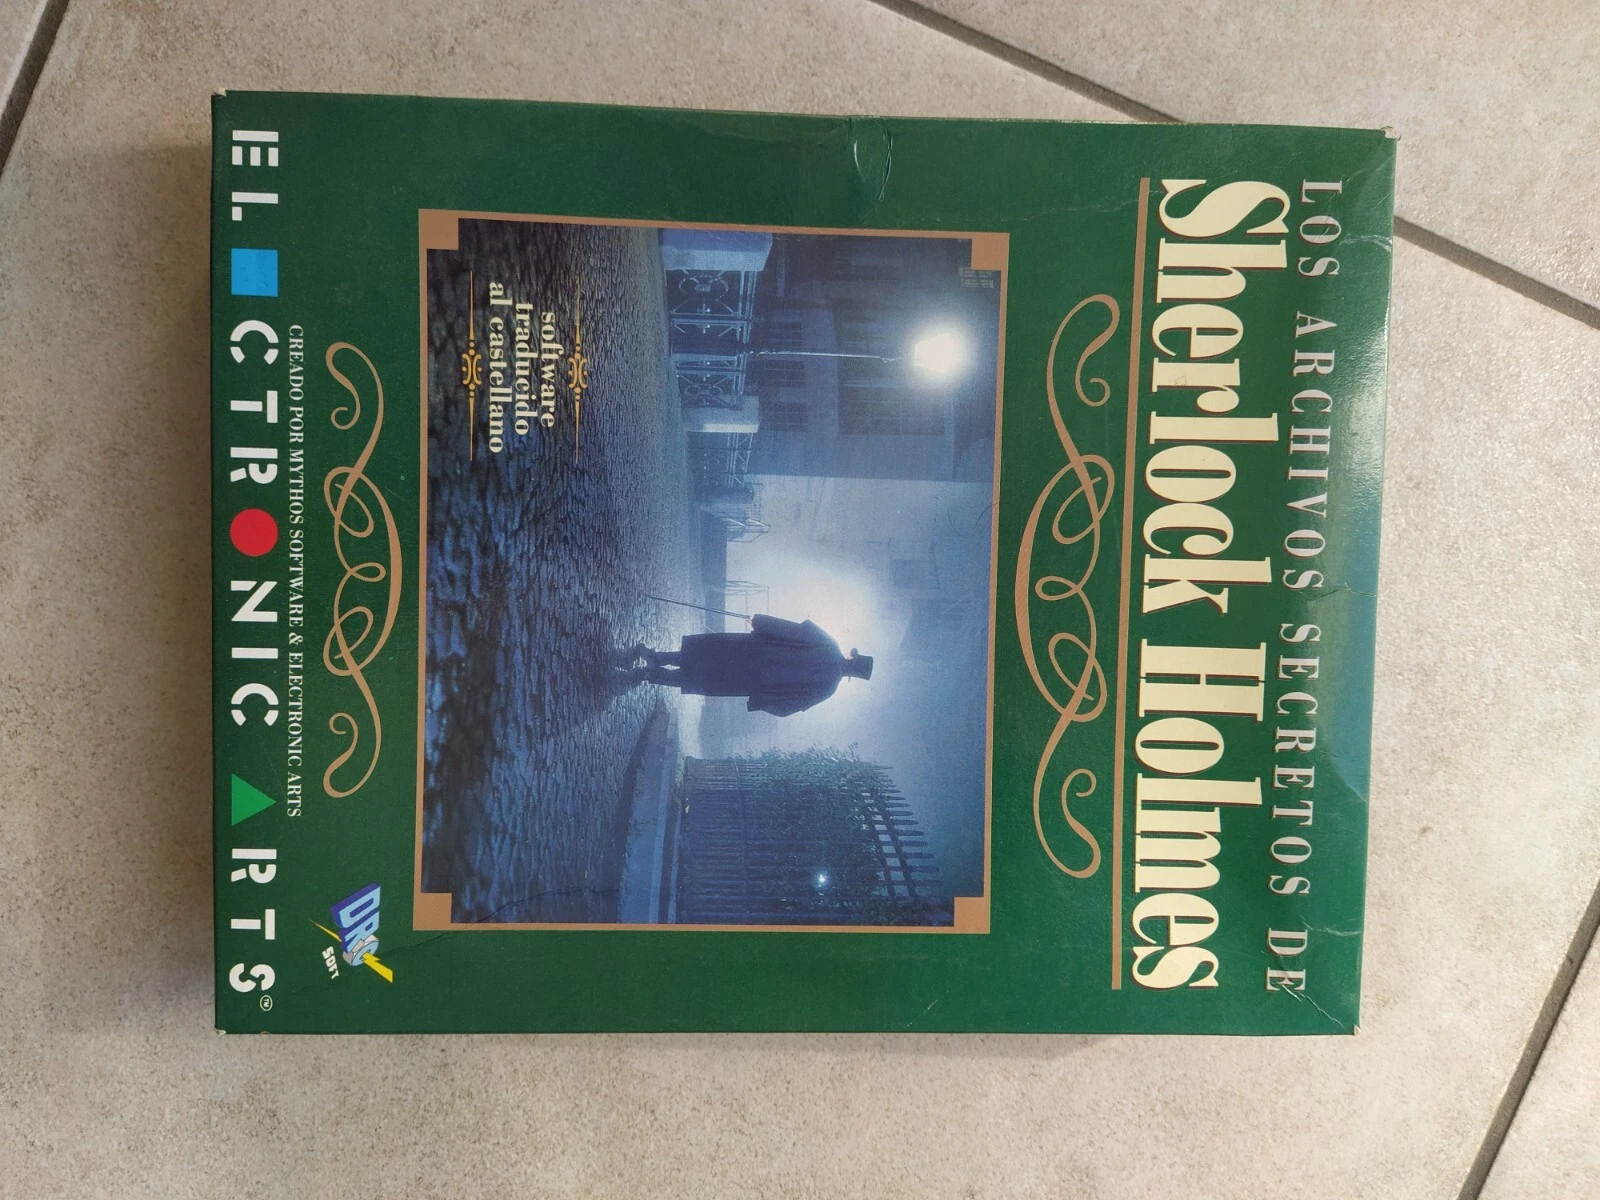 LOS ARCHIVOS SECRETOS DE
Sherlock Holmes
software
traducido
al castellano
DRO
SOFT
CREADO POR MYTHOS SOFTWARE & ELECTRONIC ARTS
ELECTRONIC ARTS™